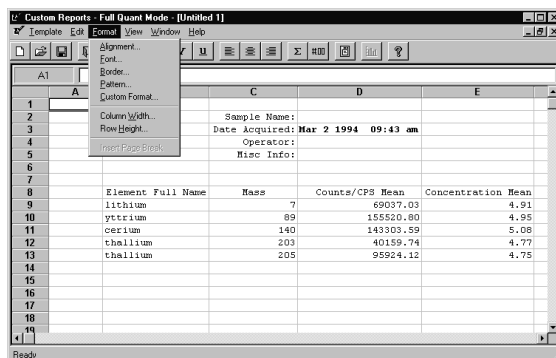 Custom Reports - Full Quant Mode - [Untitled 1]
Template Edit Format View Window Help
Alignment...
Font...
Border...
Pattern...
Custom Format...
Column Width...
Row Height...
Insert Page Break
U Σ #00 ?
A1
A C D E
1
2 Sample Name:
3 Date Acquired: Mar 2 1994 09:43 am
4 Operator:
5 Misc Info:
6
7
8 Element Full Name Mass Counts/CPS Mean Concentration Mean
9 lithium 7 69037.03 4.91
10 yttrium 89 155520.80 4.95
11 cerium 140 143303.59 5.08
12 thallium 203 40159.74 4.77
13 thallium 205 95924.12 4.75
14
15
16
17
18
19
Ready